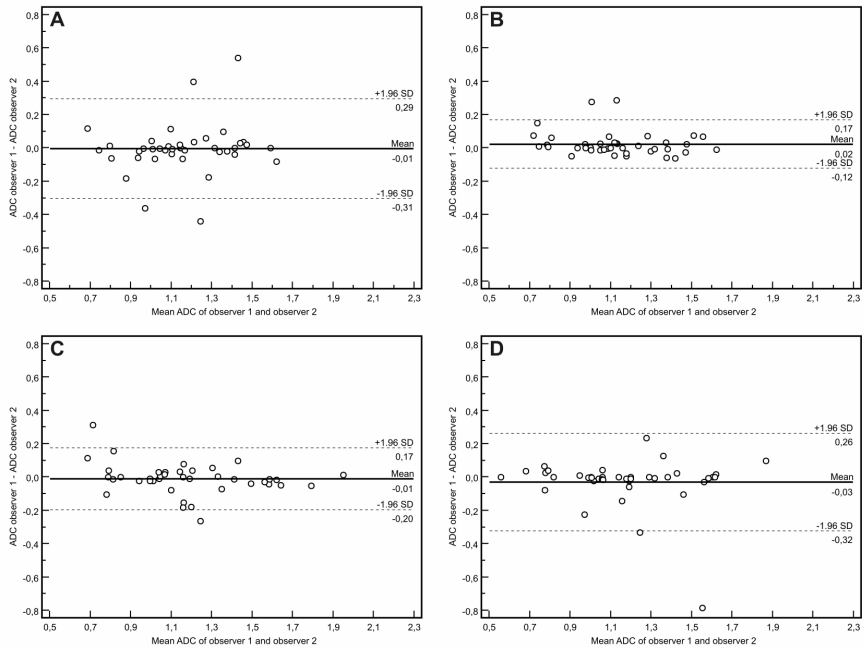 A
0,8
0,6
0,4
0,2
0,0
-0,2
-0,4
-0,6
-0,8
ADC observer 1 - ADC observer 2
+1.96 SD
0,29
Mean
-0,01
-1.96 SD
-0,31
0,5 0,7 0,9 1,1 1,3 1,5 1,7 1,9 2,1 2,3
Mean ADC of observer 1 and observer 2
B
0,8
0,6
0,4
0,2
0,0
-0,2
-0,4
-0,6
-0,8
ADC observer 1 - ADC observer 2
+1.96 SD
0,17
Mean
0,02
-1.96 SD
-0,12
0,5 0,7 0,9 1,1 1,3 1,5 1,7 1,9 2,1 2,3
Mean ADC of observer 1 and observer 2
C
0,8
0,6
0,4
0,2
0,0
-0,2
-0,4
-0,6
-0,8
ADC observer 1 - ADC observer 2
+1.96 SD
0,17
Mean
-0,01
-1.96 SD
-0,20
0,5 0,7 0,9 1,1 1,3 1,5 1,7 1,9 2,1 2,3
Mean ADC of observer 1 and observer 2
D
0,8
0,6
0,4
0,2
0,0
-0,2
-0,4
-0,6
-0,8
ADC observer 1 - ADC observer 2
+1.96 SD
0,26
Mean
-0,03
-1.96 SD
-0,32
0,5 0,7 0,9 1,1 1,3 1,5 1,7 1,9 2,1 2,3
Mean ADC of observer 1 and observer 2